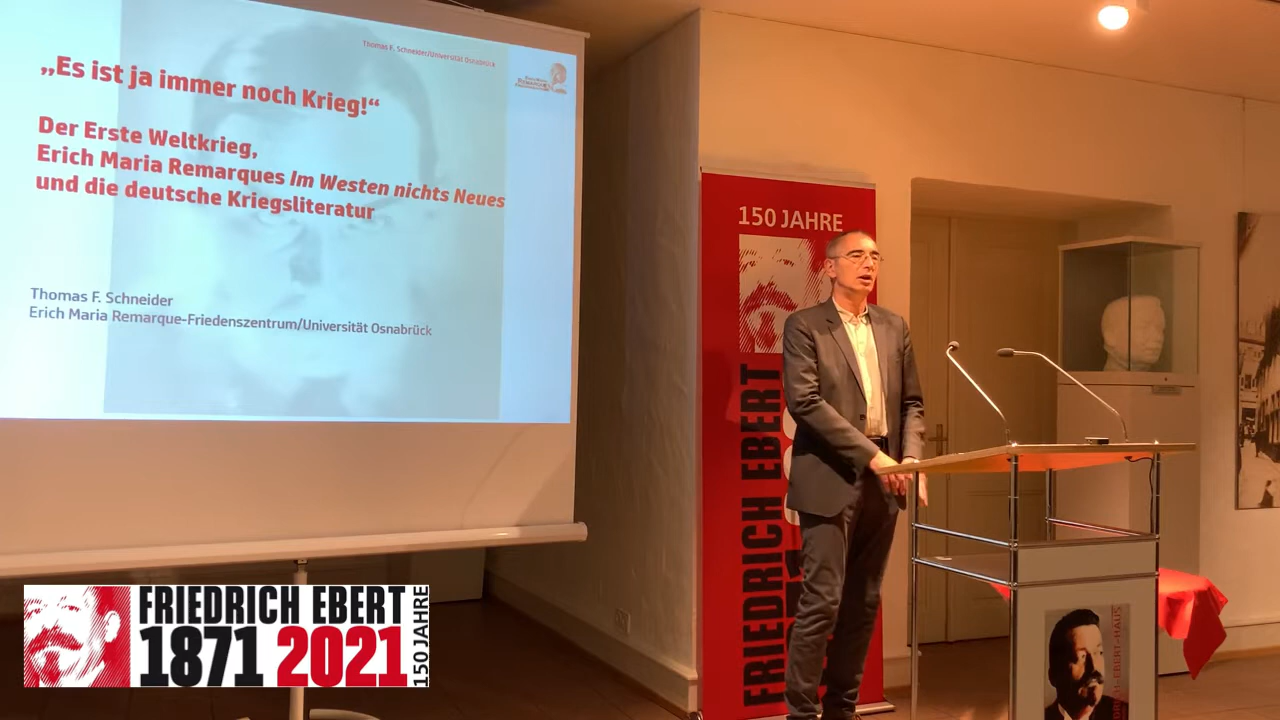 Thomas F. Schneider/Universität Osnabrück
„Es ist ja immer noch Krieg!“
Der Erste Weltkrieg,
Erich Maria Remarques Im Westen nichts Neues
und die deutsche Kriegsliteratur
Thomas F. Schneider
Erich Maria Remarque-Friedenszentrum/Universität Osnabrück
150 JAHRE
FRIEDRICH EBERT
FRIEDRICH EBERT
1871 2021
150 JAHRE
EBERT-HAUS